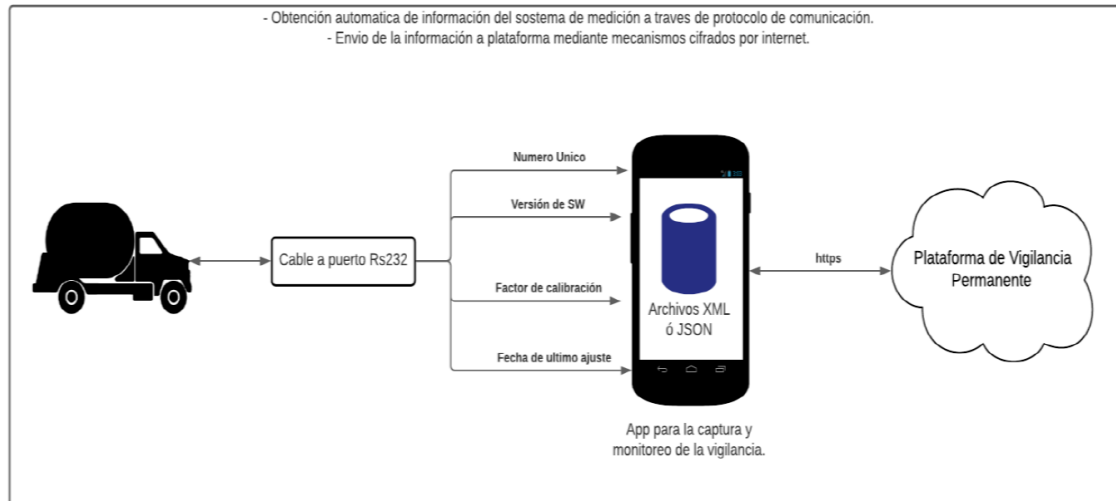 - Obtención automatica de información del sostema de medición a traves de protocolo de comunicación.
- Envio de la información a plataforma mediante mecanismos cifrados por internet.
Numero Unico
Versión de SW
Cable a puerto Rs232
Factor de calibración
Fecha de ultimo ajuste
Archivos XML
ó JSON
https
Plataforma de Vigilancia
Permanente
App para la captura y
monitoreo de la vigilancia.